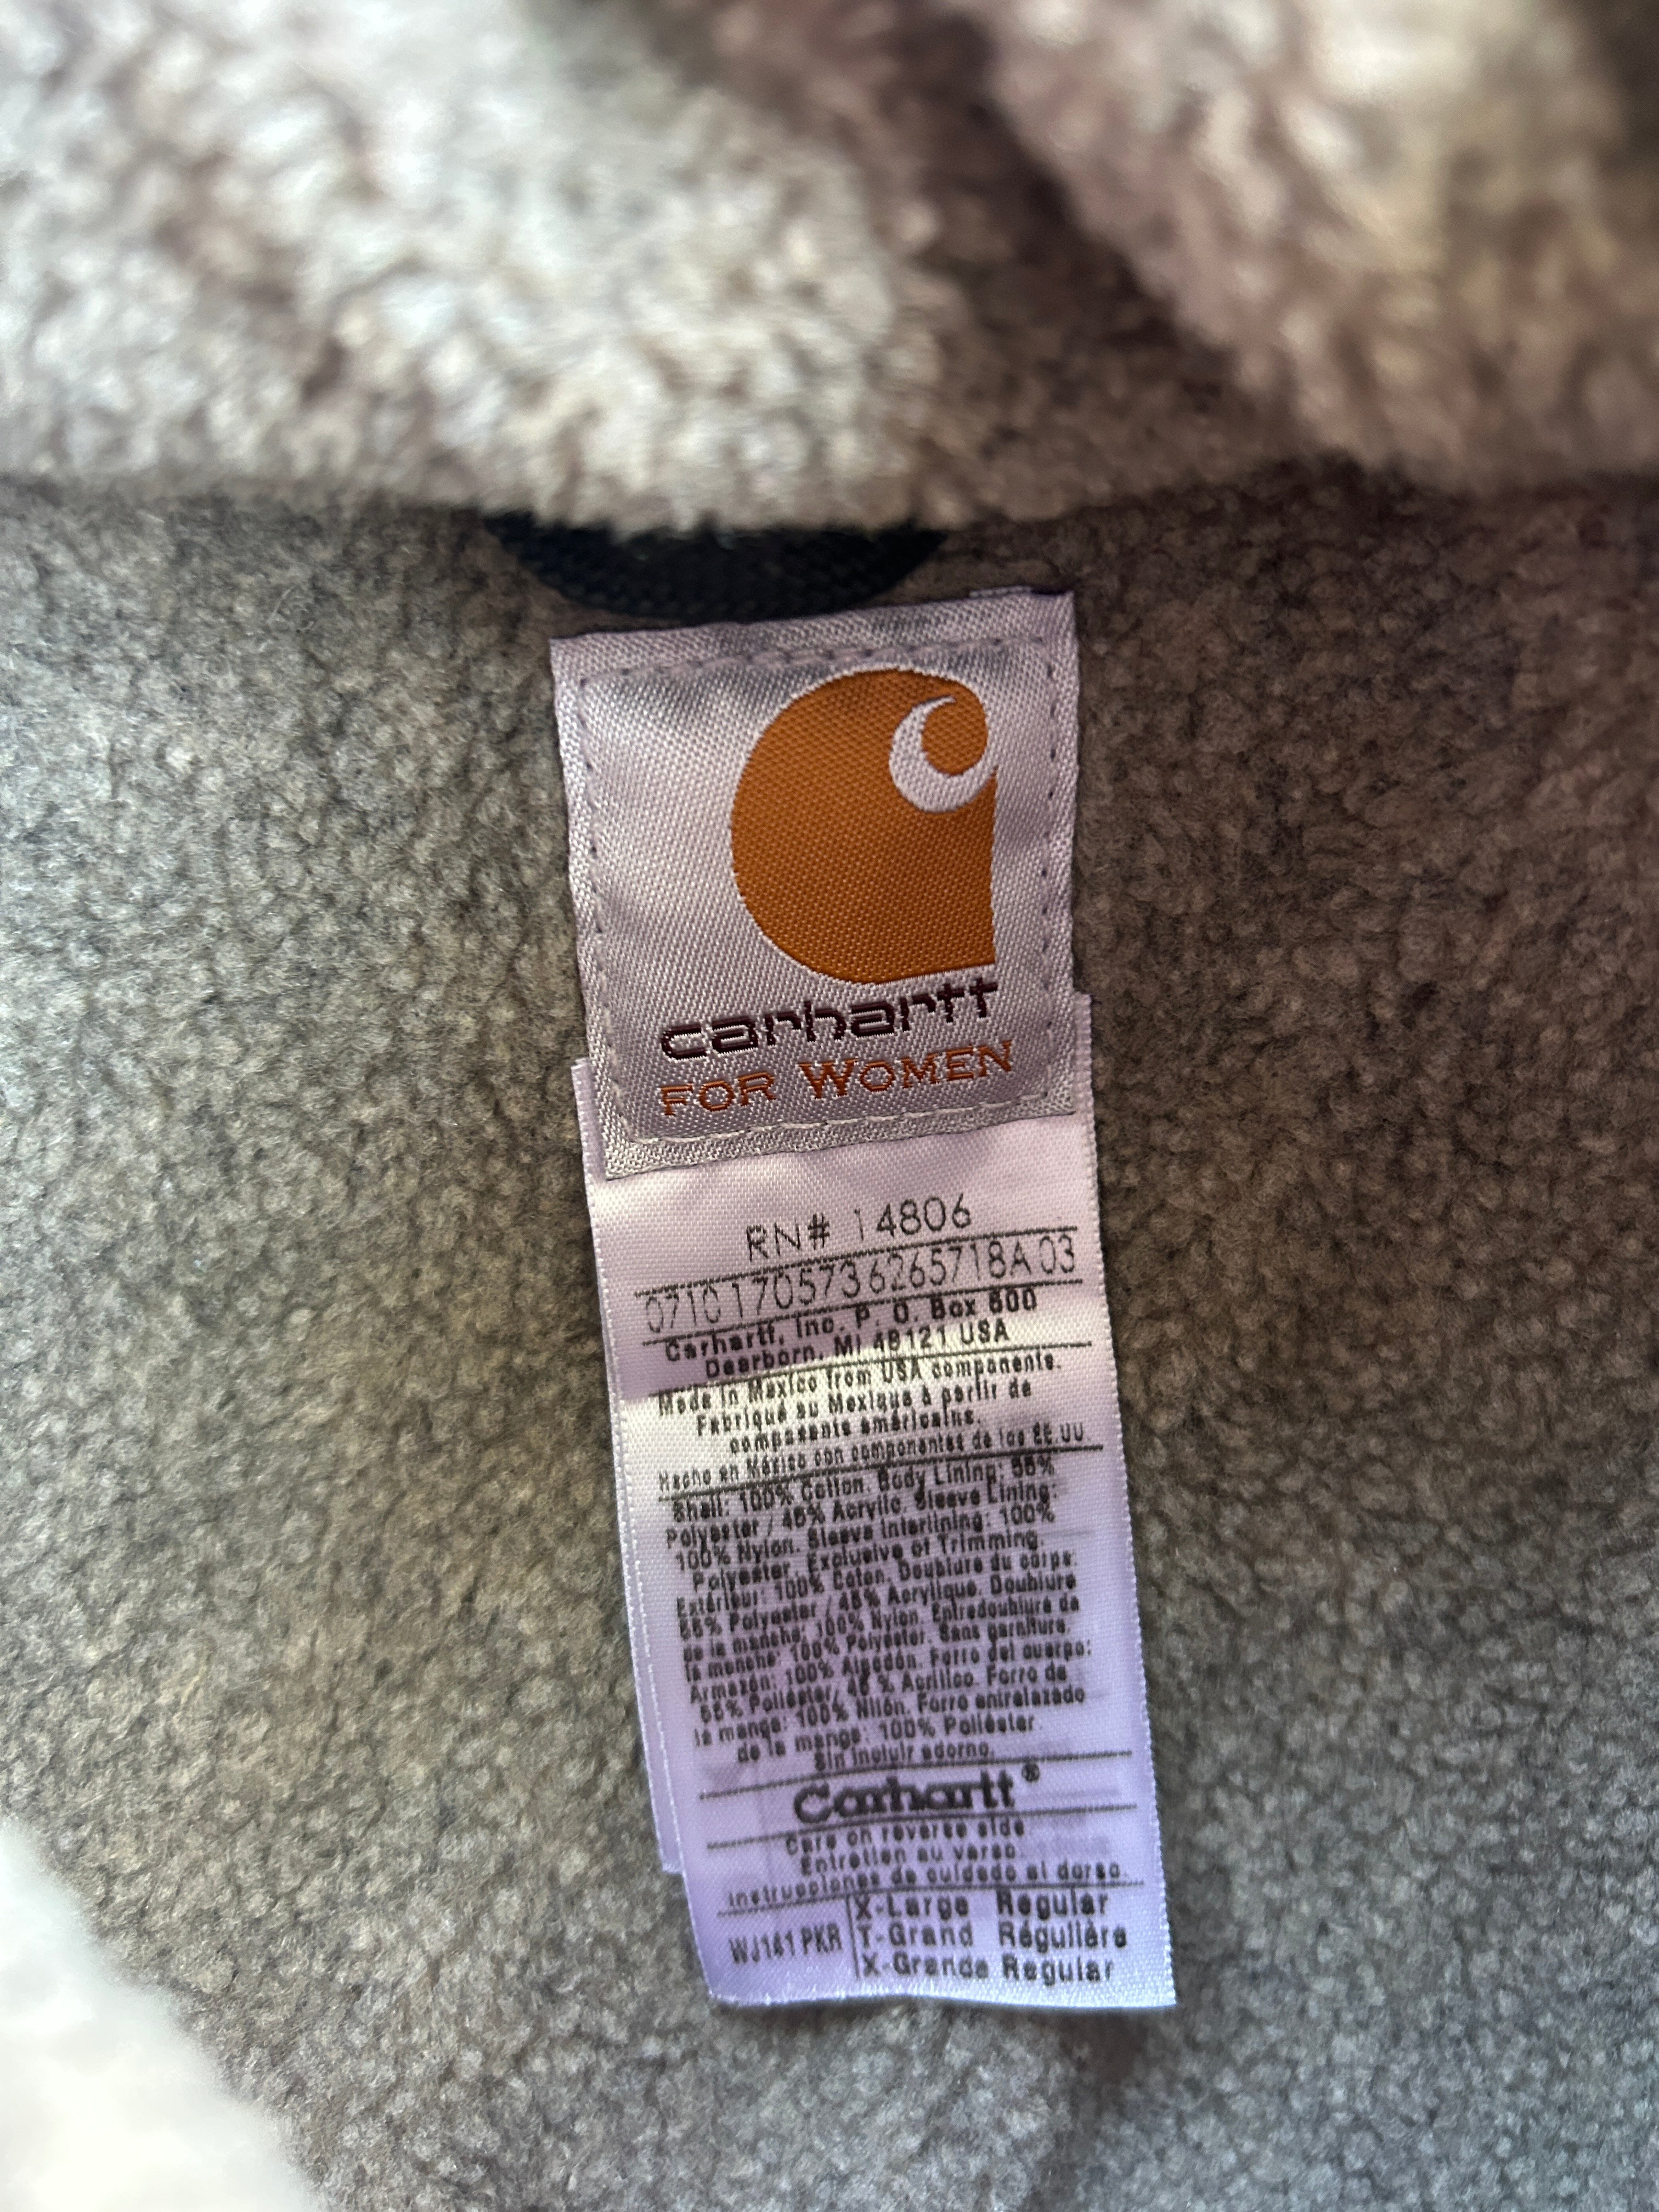 carhartt
FOR WOMEN
RN# 14806
0710 170573 6265718A 03
Carhartt, Inc. P. O. Box 600
Dearborn, MI 48121 USA
Made in Mexico from USA components.
Fabriqué au Mexique à partir de
composants américains.
Hecho en México con componentes de los EE.UU
Shell: 100% Cotton. Body Lining: 55%
Polyester / 45% Acrylic. Sleeve Lining:
100% Nylon. Sleeve Interlining: 100%
Polyester. Exclusive of Trimming.
Extérieur: 100% Coton. Doublure du corps:
55% Polyester / 45% Acrylique. Doublure
de la manche: 100% Nylon. Entredoublure de
la manche: 100% Polyester. Sans garniture.
Armazón: 100% Algodón. Forro del cuerpo:
55% Poliéster/ 45 % Acrílico. Forro de
la manga: 100% Nilón. Forro entrelazado
de la manga: 100% Poliéster.
Sin incluir adorno.
Carhartt®
Care on reverse side
Entretien au verso.
Instrucciones de cuidado al dorso.
X-Large Regular
WJ141 PKR T-Grand Régulière
X-Grande Regular